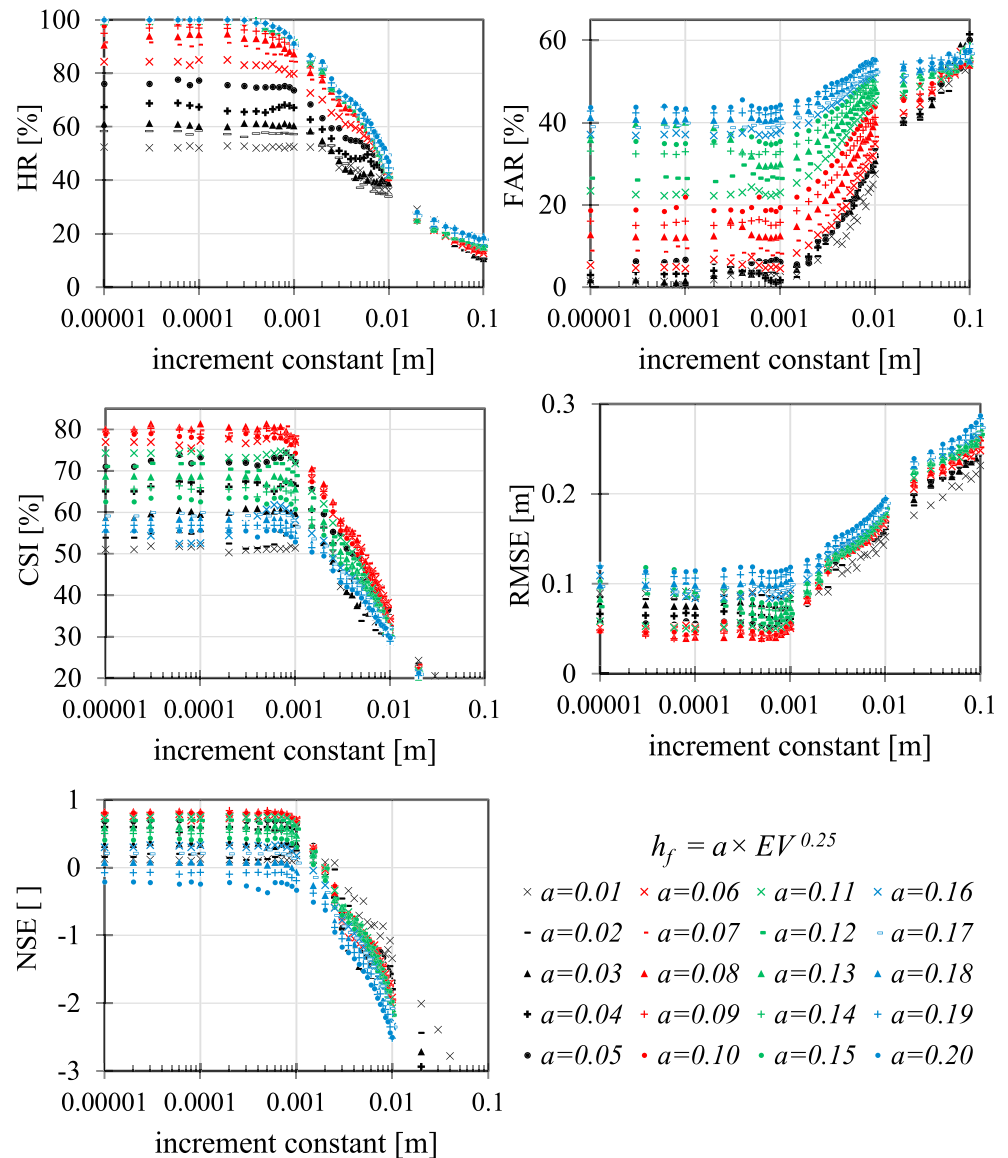 HR [%]
100
80
60
40
20
0
0.00001 0.0001 0.001 0.01 0.1
increment constant [m]
FAR [%]
60
40
20
0
0.00001 0.0001 0.001 0.01 0.1
increment constant [m]
CSI [%]
80
70
60
50
40
30
20
0.00001 0.0001 0.001 0.01 0.1
increment constant [m]
RMSE [m]
0.3
0.2
0.1
0
0.00001 0.0001 0.001 0.01 0.1
increment constant [m]
NSE [ ]
1
0
-1
-2
-3
0.00001 0.0001 0.001 0.01 0.1
increment constant [m]
h_f = a × EV^0.25
a=0.01 a=0.06 a=0.11 a=0.16
a=0.02 a=0.07 a=0.12 a=0.17
a=0.03 a=0.08 a=0.13 a=0.18
a=0.04 a=0.09 a=0.14 a=0.19
a=0.05 a=0.10 a=0.15 a=0.20